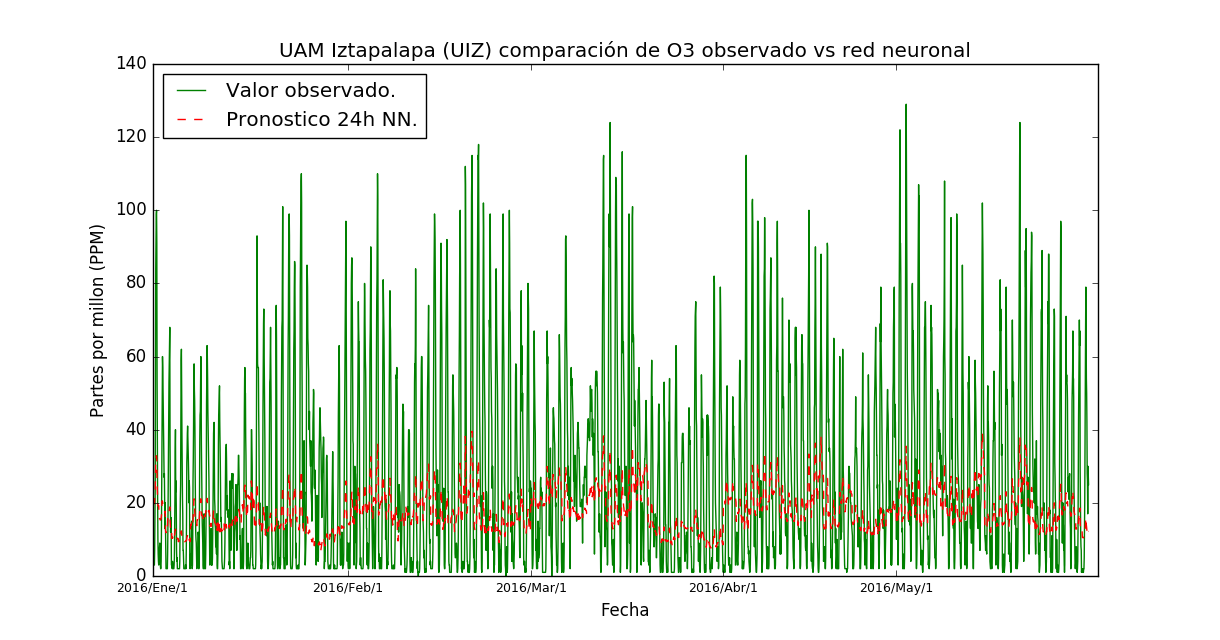 UAM Iztapalapa (UIZ) comparación de O3 observado vs red neuronal
140
Valor observado.
Pronostico 24h NN.
120
100
80
60
40
20
0
Partes por millon (PPM)
2016/Ene/1 2016/Feb/1 2016/Mar/1 2016/Abr/1 2016/May/1
Fecha